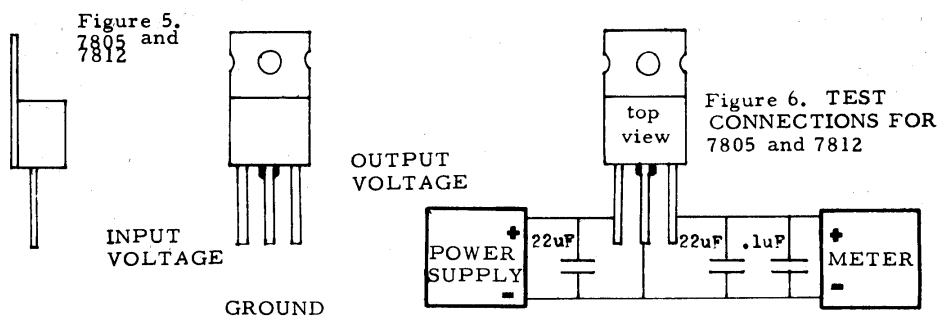 Figure 5.
7805 and
7812
INPUT
VOLTAGE
GROUND
OUTPUT
VOLTAGE
top
view
Figure 6. TEST
CONNECTIONS FOR
7805 and 7812
+
POWER
SUPPLY
-
22uF
22uF
.1uF
+
METER
-